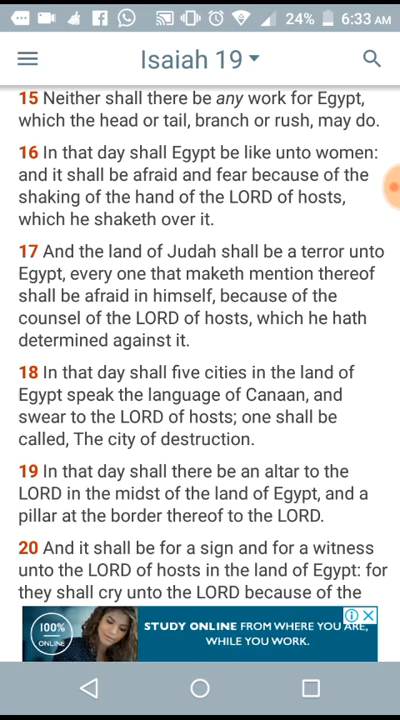 24% 6:33 AM
Isaiah 19
15 Neither shall there be any work for Egypt,
which the head or tail, branch or rush, may do.
16 In that day shall Egypt be like unto women:
and it shall be afraid and fear because of the
shaking of the hand of the LORD of hosts,
which he shaketh over it.
17 And the land of Judah shall be a terror unto
Egypt, every one that maketh mention thereof
shall be afraid in himself, because of the
counsel of the LORD of hosts, which he hath
determined against it.
18 In that day shall five cities in the land of
Egypt speak the language of Canaan, and
swear to the LORD of hosts; one shall be
called, The city of destruction.
19 In that day shall there be an altar to the
LORD in the midst of the land of Egypt, and a
pillar at the border thereof to the LORD.
20 And it shall be for a sign and for a witness
unto the LORD of hosts in the land of Egypt: for
they shall cry unto the LORD because of the
100%
ONLINE
STUDY ONLINE FROM WHERE YOU ARE,
WHILE YOU WORK.